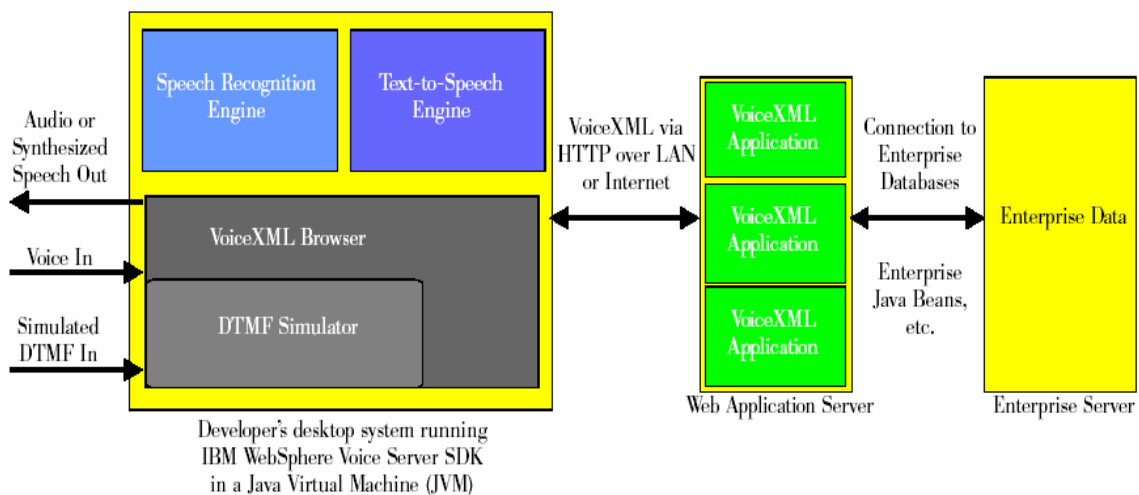 Speech Recognition
Engine
Text-to-Speech
Engine
Audio or
Synthesized
Speech Out
VoiceXML Browser
Voice In
DTMF Simulator
Simulated
DTMF In
Developer's desktop system running
IBM WebSphere Voice Server SDK
in a Java Virtual Machine (JVM)
VoiceXML via
HTTP over LAN
or Internet
VoiceXML
Application
VoiceXML
Application
VoiceXML
Application
Web Application Server
Connection to
Enterprise
Databases
Enterprise
Java Beans,
etc.
Enterprise Data
Enterprise Server